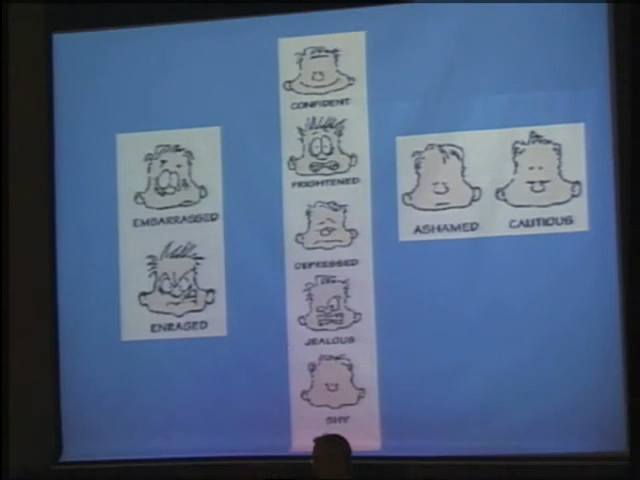 EMBARRASSED
ENRAGED
CONFIDENT
FRIGHTENED
DEPRESSED
JEALOUS
SHY
ASHAMED
CAUTIOUS